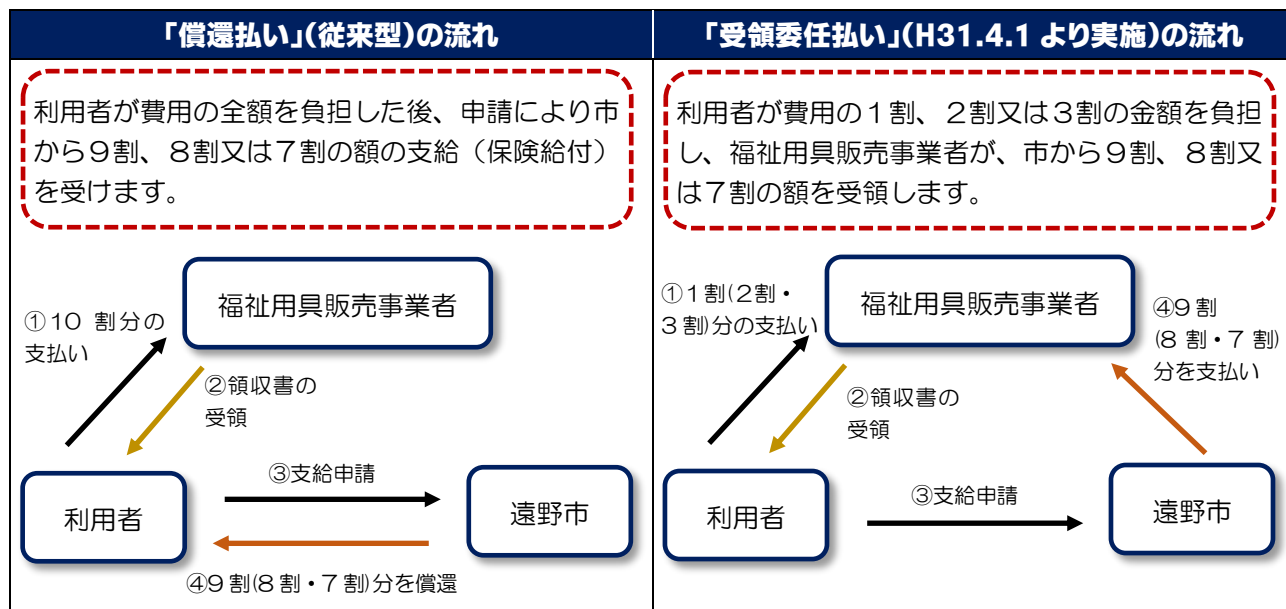 「償還払い」(従来型)の流れ
利用者が費用の全額を負担した後、申請により市
から９割、８割又は７割の額の支給（保険給付）
を受けます。
福祉用具販売事業者
①10 割分の
支払い
②領収書の
受領
③支給申請
利用者
遠野市
④９割(８割・７割)分を償還
「受領委任払い」(H31.4.1 より実施)の流れ
利用者が費用の１割、２割又は３割の金額を負担
し、福祉用具販売事業者が、市から９割、８割又
は７割の額を受領します。
①１割(２割・
３割)分の支払い
福祉用具販売事業者
④９割
(８割・７割)
分を支払い
②領収書の
受領
③支給申請
利用者
遠野市